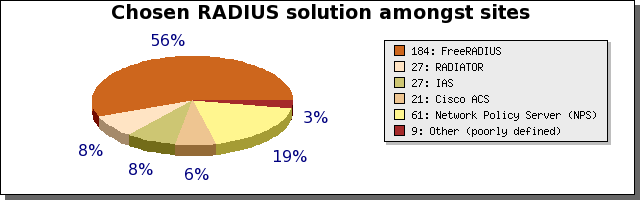 Chosen RADIUS solution amongst sites
56%
3%
19%
6%
8%
8%
184: FreeRADIUS
27: RADIATOR
27: IAS
21: Cisco ACS
61: Network Policy Server (NPS)
9: Other (poorly defined)